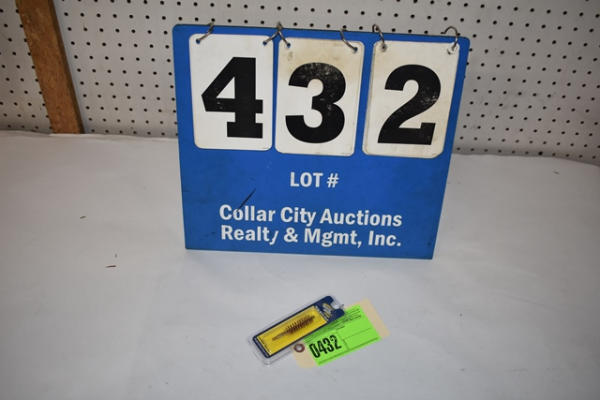 432
LOT #
Collar City Auctions
Realty & Mgmt, Inc.
0432